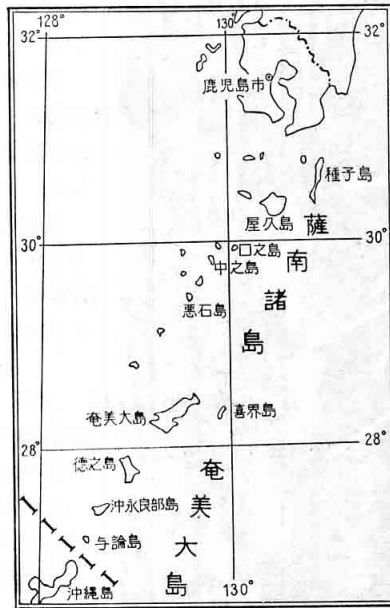 128°
130°
32°
32°
鹿児島市
種子島
屋久島
薩南諸島
30°
30°
口之島
中之島
悪石島
奄美大島
喜界島
28°
28°
徳之島
奄美大島
沖永良部島
与論島
沖縄島
130°